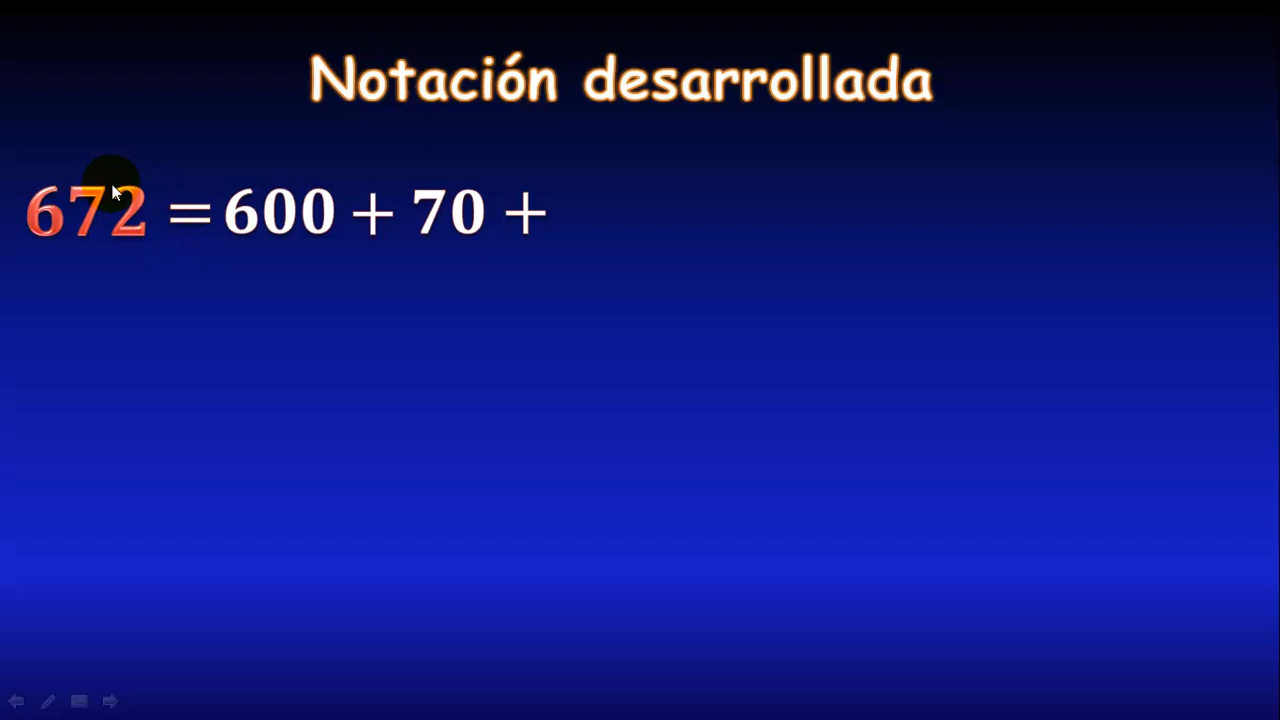 Notación desarrollada
672 = 600 + 70 +